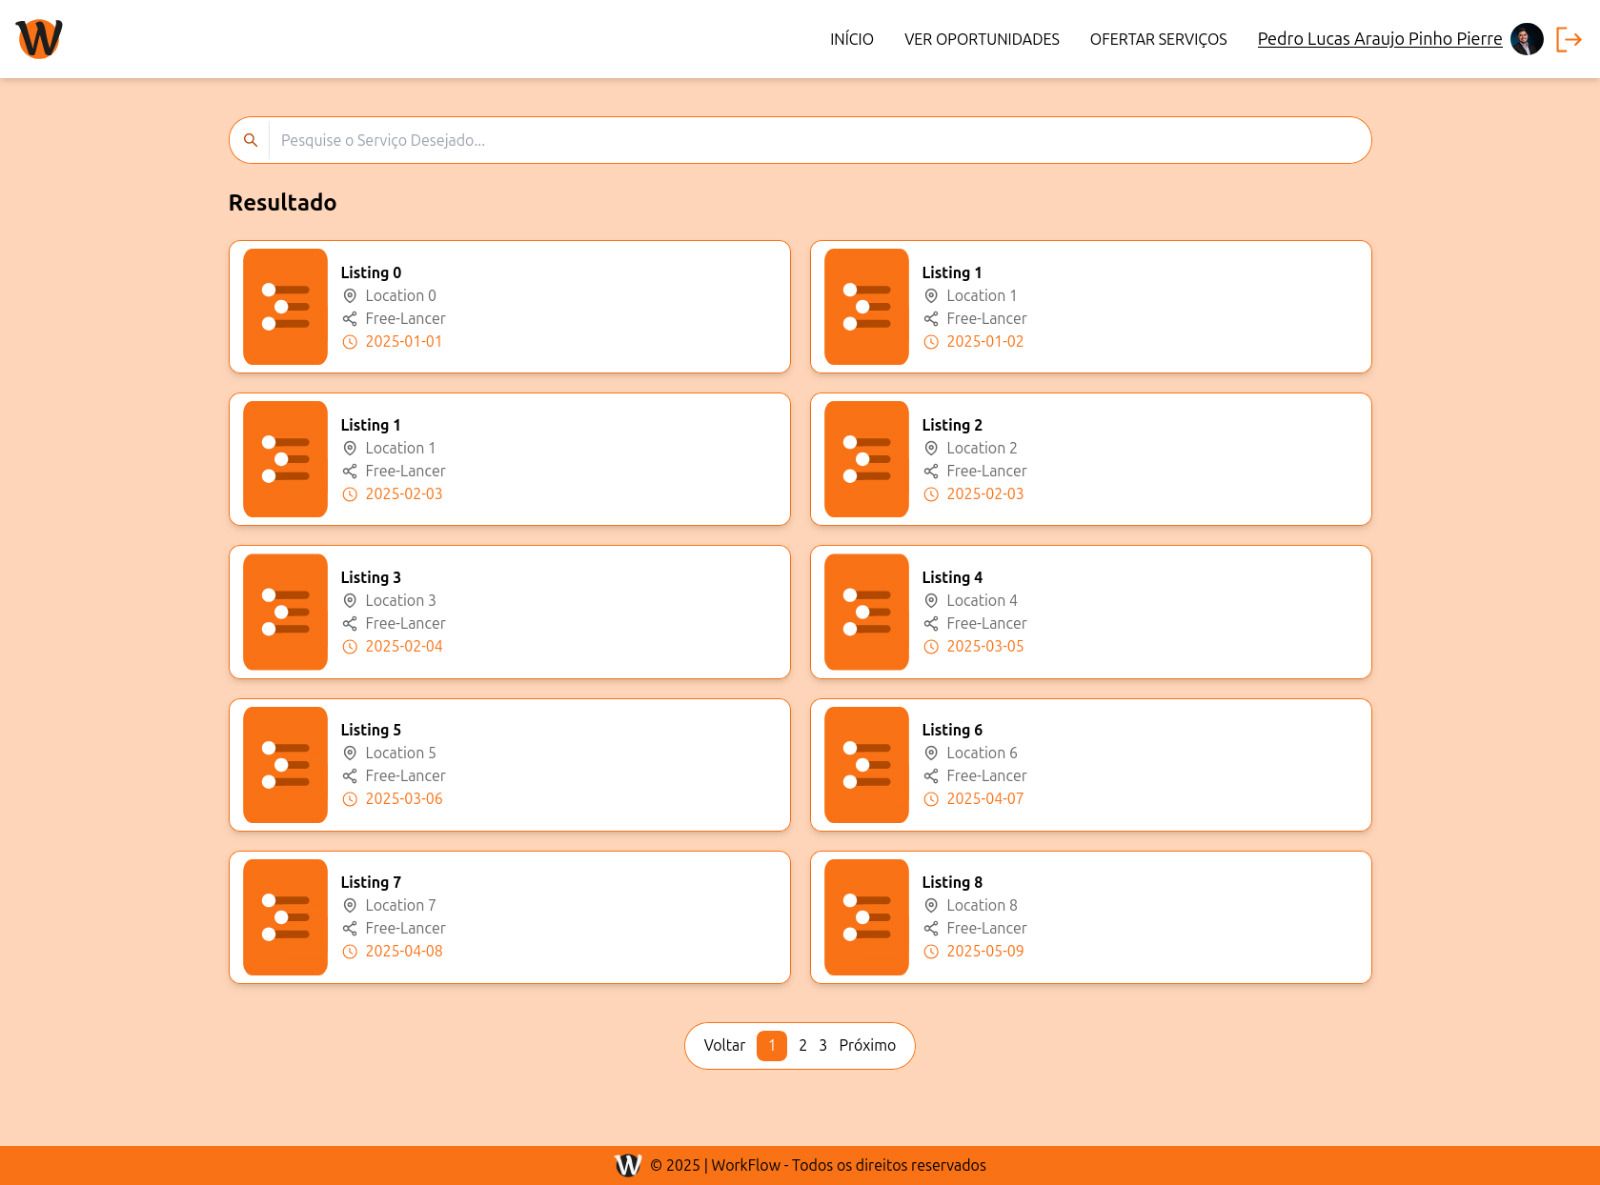 W
INÍCIO VER OPORTUNIDADES OFERTAR SERVIÇOS Pedro Lucas Araujo Pinho Pierre
Pesquise o Serviço Desejado...
Resultado
Listing 0
Location 0
Free-Lancer
2025-01-01
Listing 1
Location 1
Free-Lancer
2025-01-02
Listing 1
Location 1
Free-Lancer
2025-02-03
Listing 2
Location 2
Free-Lancer
2025-02-03
Listing 3
Location 3
Free-Lancer
2025-02-04
Listing 4
Location 4
Free-Lancer
2025-03-05
Listing 5
Location 5
Free-Lancer
2025-03-06
Listing 6
Location 6
Free-Lancer
2025-04-07
Listing 7
Location 7
Free-Lancer
2025-04-08
Listing 8
Location 8
Free-Lancer
2025-05-09
Voltar 1 2 3 Próximo
W © 2025 | WorkFlow - Todos os direitos reservados